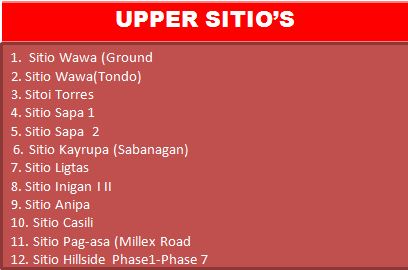 UPPER SITIO’S
1. Sitio Wawa (Ground
2. Sitio Wawa(Tondo)
3. Sitoi Torres
4. Sitio Sapa 1
5. Sitio Sapa 2
6. Sitio Kayrupa (Sabanagan)
7. Sitio Ligtas
8. Sitio Inigan I II
9. Sitio Anipa
10. Sitio Casili
11. Sitio Pag-asa (Millex Road
12. Sitio Hillside Phase1-Phase 7